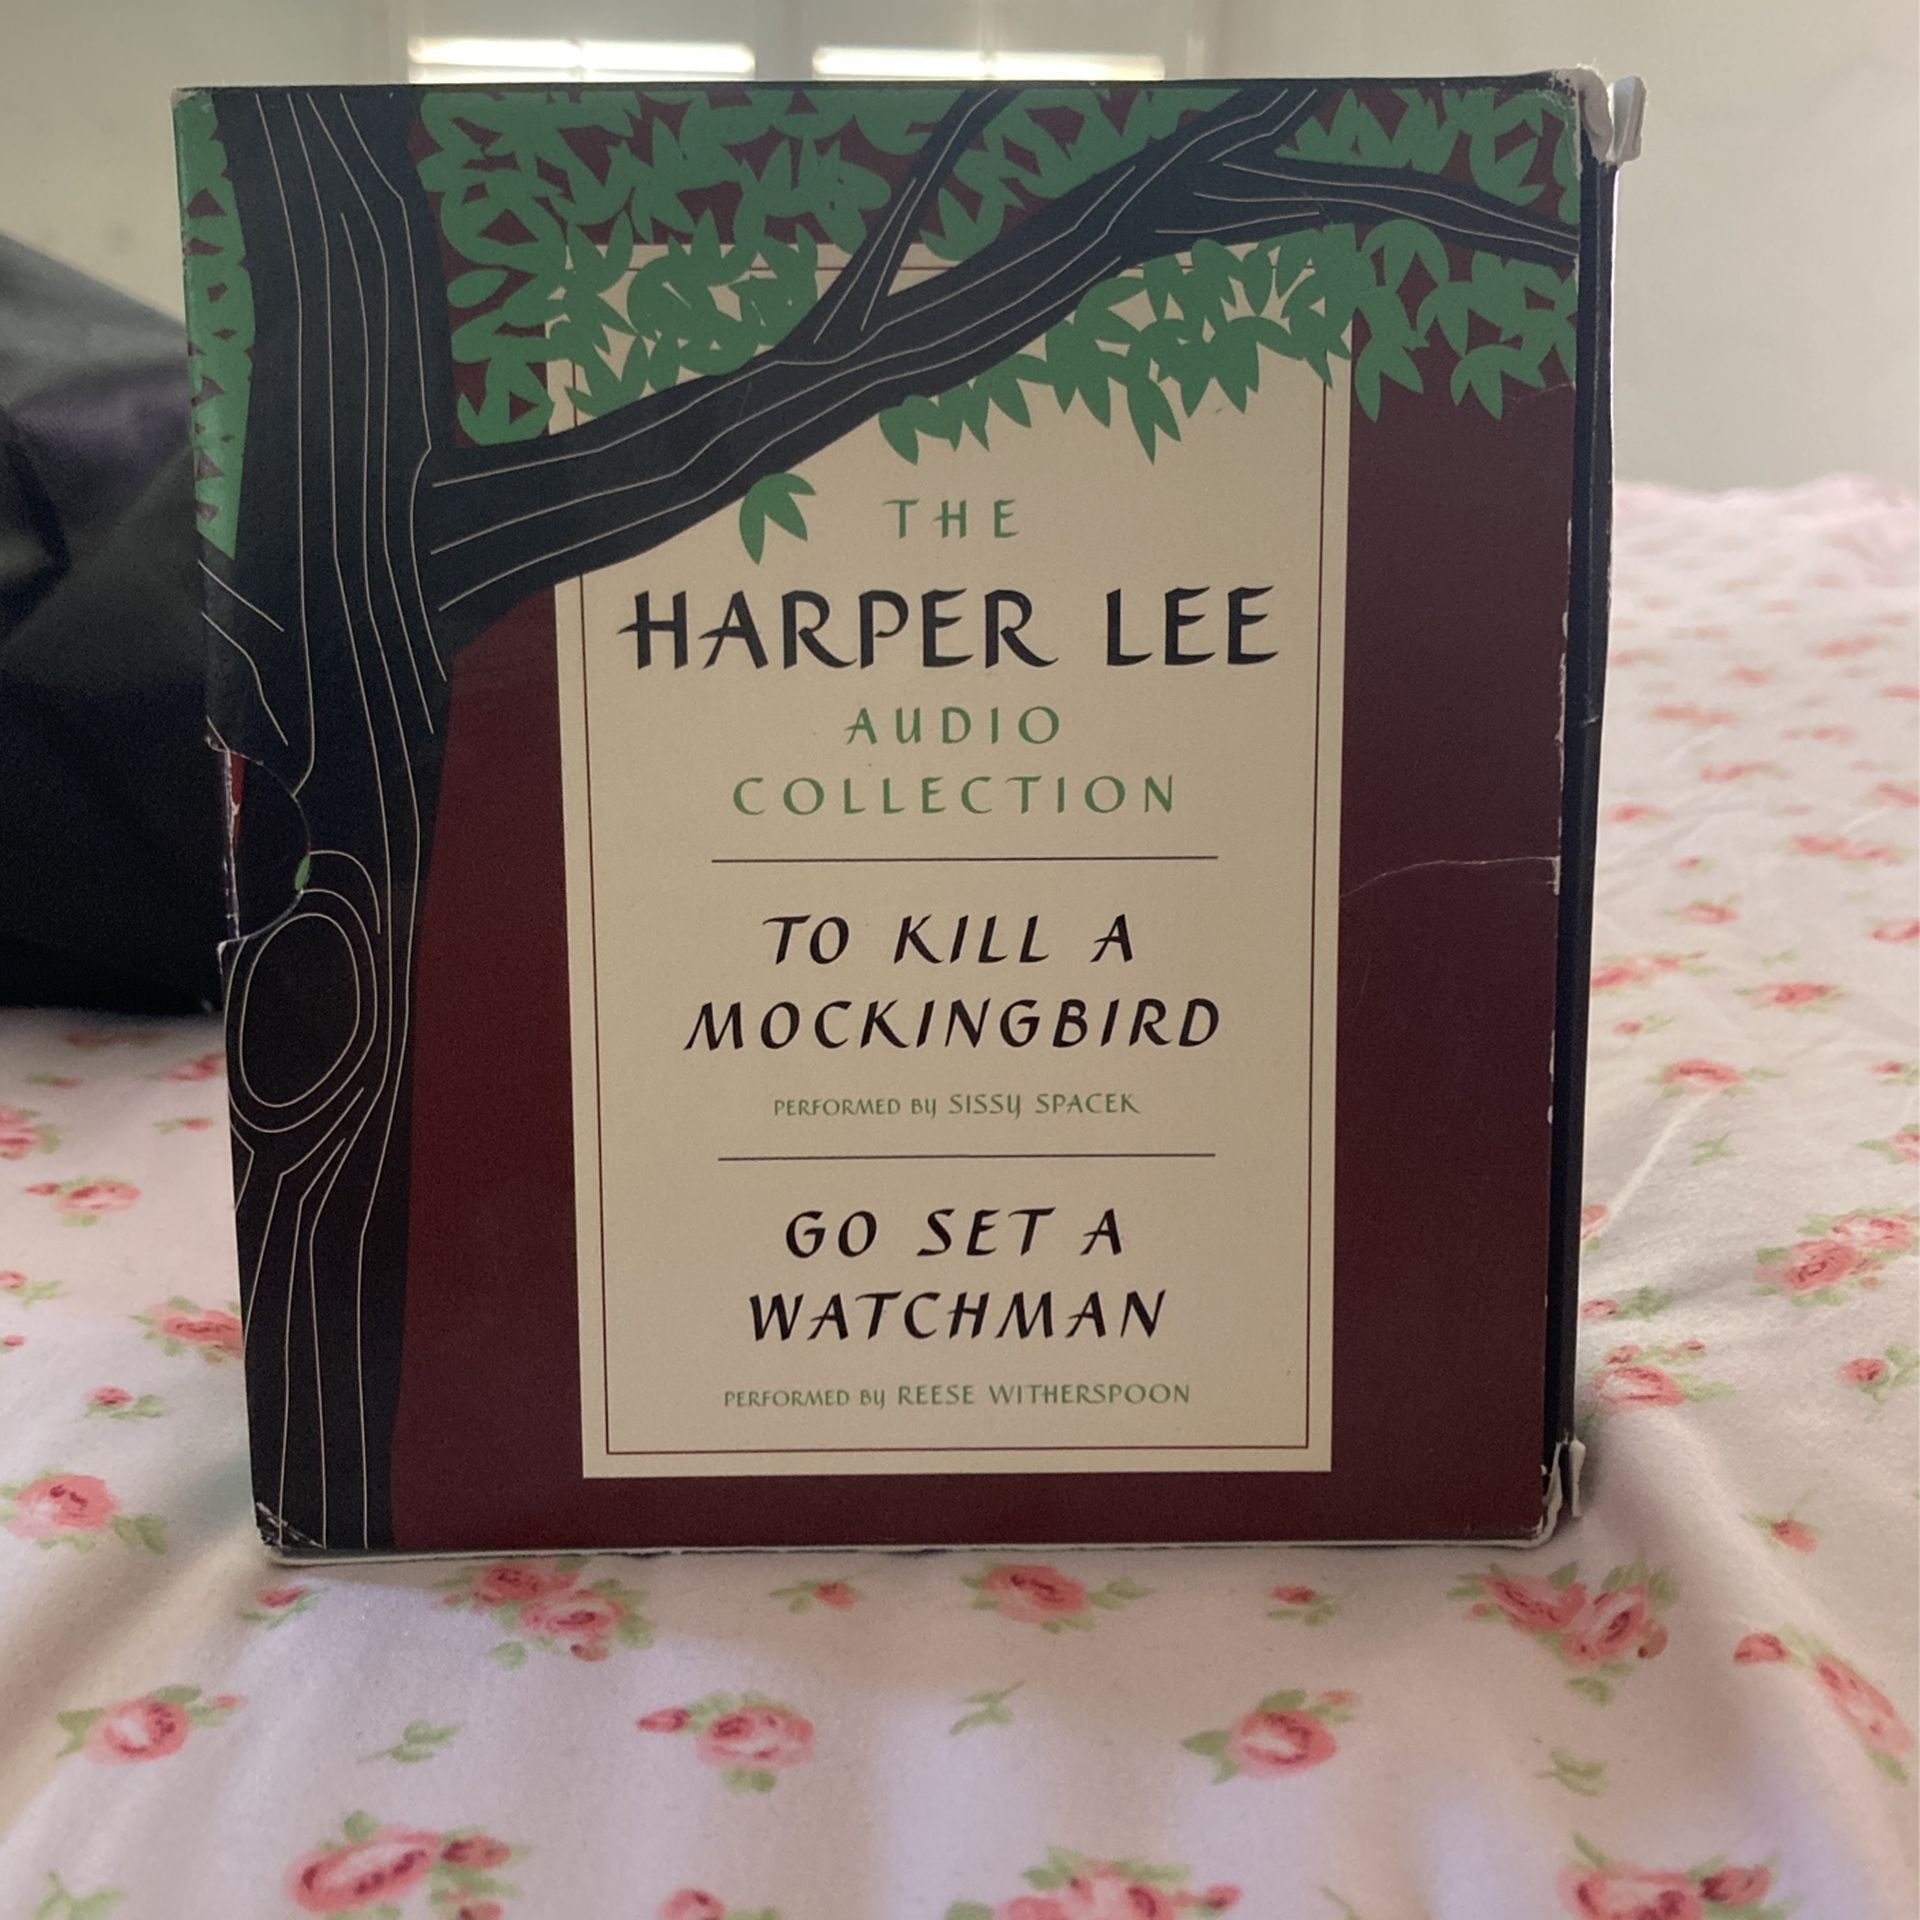 THE
HARPER LEE
AUDIO
COLLECTION
TO KILL A
MOCKINGBIRD
PERFORMED BY SISSY SPACEK
GO SET A
WATCHMAN
PERFORMED BY REESE WITHERSPOON